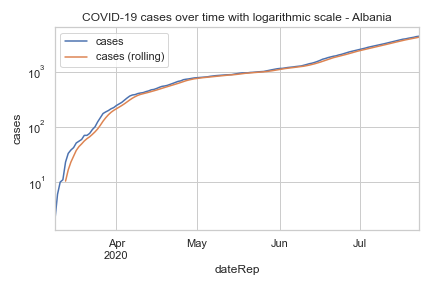 COVID-19 cases over time with logarithmic scale - Albania
cases
cases (rolling)
10³
10²
10¹
cases
Apr
2020
May
Jun
Jul
dateRep